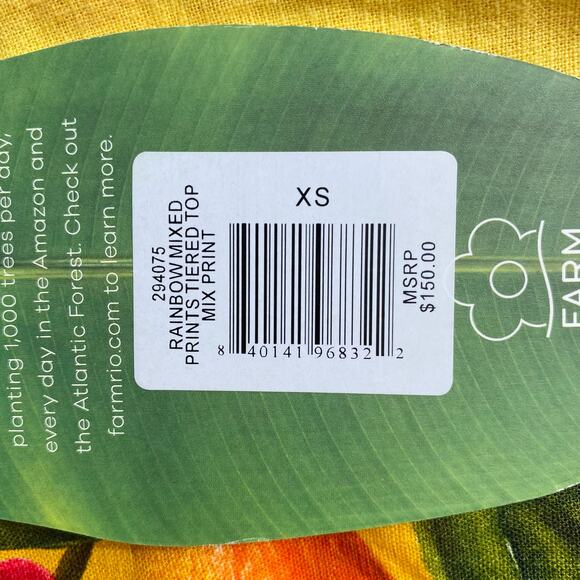 planting 1,000 trees per day,
every day in the Amazon and
the Atlantic Forest. Check out
farmrio.com to learn more.
294075
RAINBOW MIXED
PRINTS TIERED TOP
MIX PRINT
XS
8 40141 96832 2
MSRP
$150.00
FARM